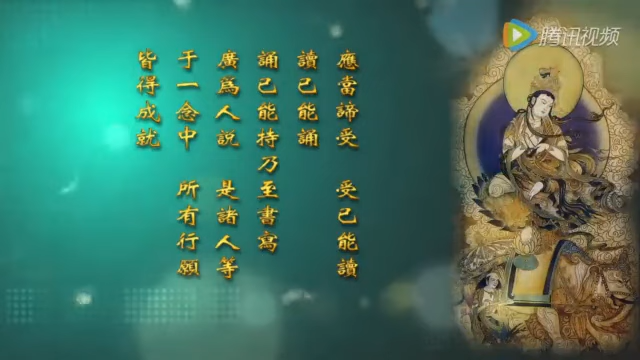 應當諦受 受已能讀
讀已能誦
誦已能持乃至書寫
廣為人説 是諸人等
于一念中 所有行願
皆得成就
腾讯视频